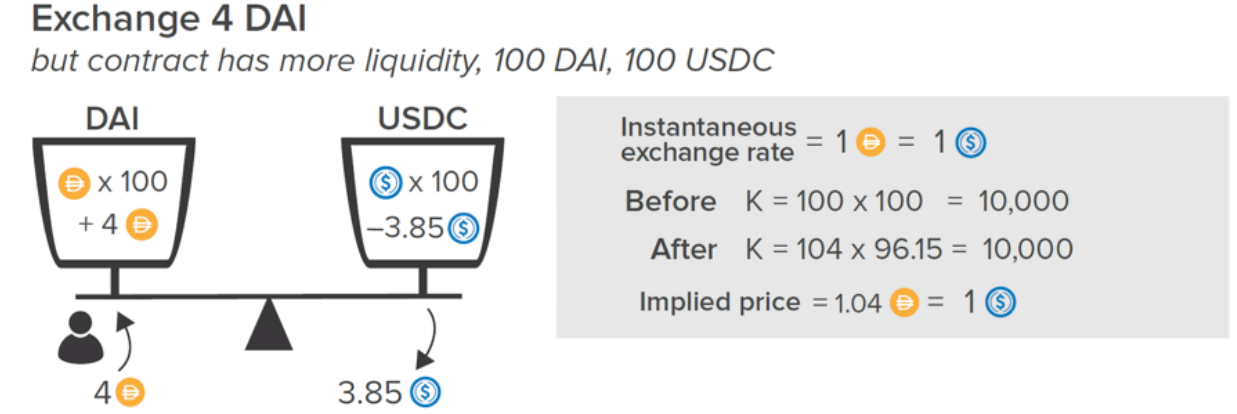 Exchange 4 DAI
but contract has more liquidity, 100 DAI, 100 USDC
DAI
x 100
+ 4
4
USDC
$ x 100
–3.85 $
3.85 $
Instantaneous
exchange rate = 1 = 1 $
Before K = 100 x 100 = 10,000
After K = 104 x 96.15 = 10,000
Implied price = 1.04 = 1 $